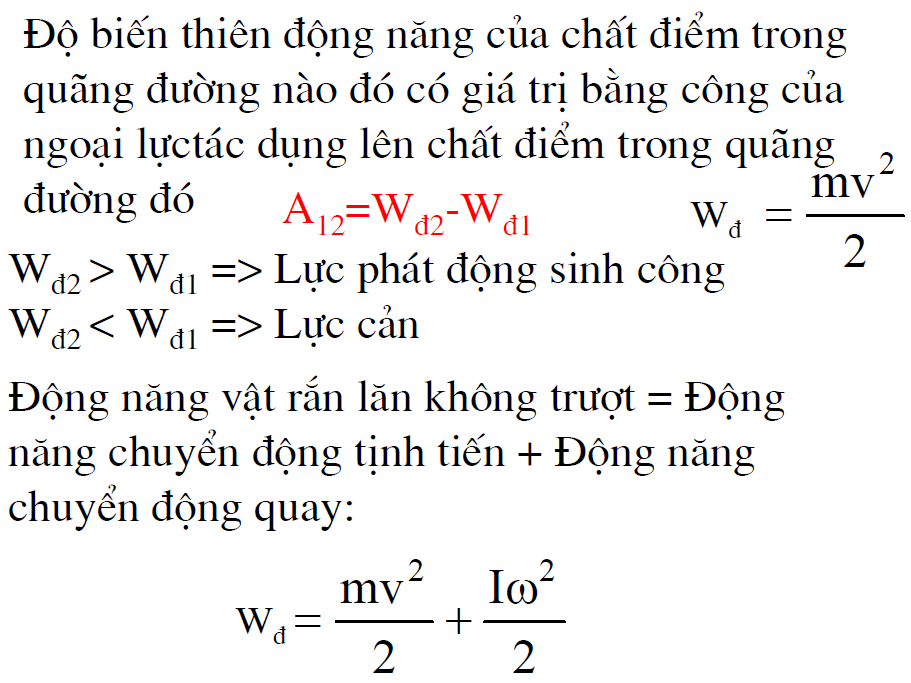 Độ biến thiên động năng của chất điểm trong
quãng đường nào đó có giá trị bằng công của
ngoại lựctác dụng lên chất điểm trong quãng
đường đó
A₁₂=Wđ2-Wđ1
Wđ = mv²/2
Wđ2 > Wđ1 => Lực phát động sinh công
Wđ2 < Wđ1 => Lực cản
Động năng vật rắn lăn không trượt = Động
năng chuyển động tịnh tiến + Động năng
chuyển động quay:
Wđ = mv²/2 + Iω²/2